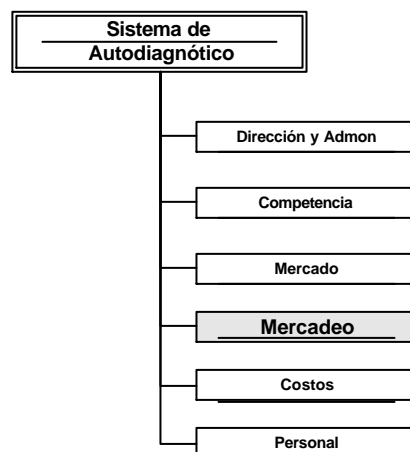 Sistema de
Autodiagnótico
Dirección y Admon
Competencia
Mercado
Mercadeo
Costos
Personal